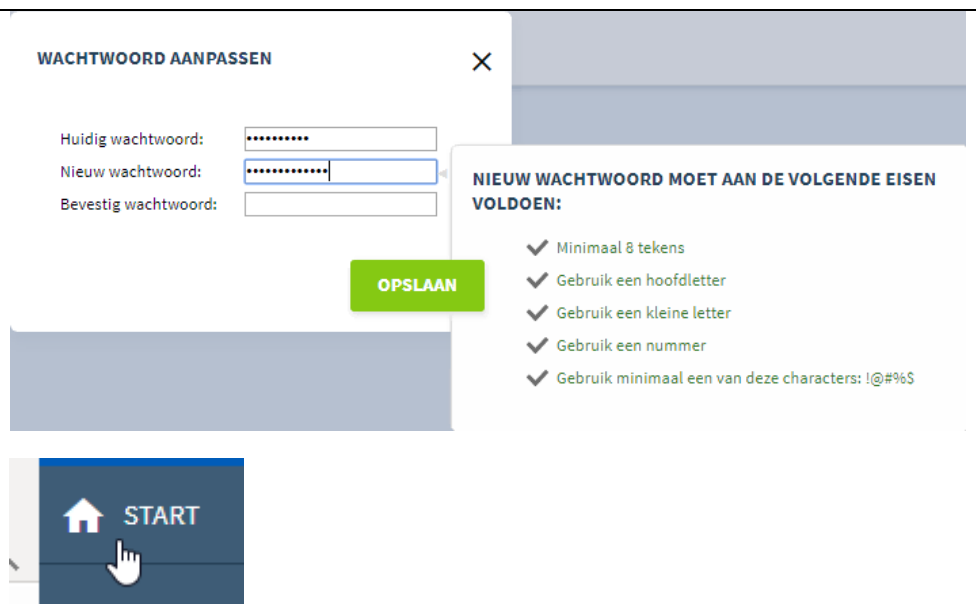 WACHTWOORD AANPASSEN
Huidig wachtwoord:
Nieuw wachtwoord:
Bevestig wachtwoord:
OPSLAAN
NIEUW WACHTWOORD MOET AAN DE VOLGENDE EISEN
VOLDOEN:
Minimaal 8 tekens
Gebruik een hoofdletter
Gebruik een kleine letter
Gebruik een nummer
Gebruik minimaal een van deze characters: !@#%$
START